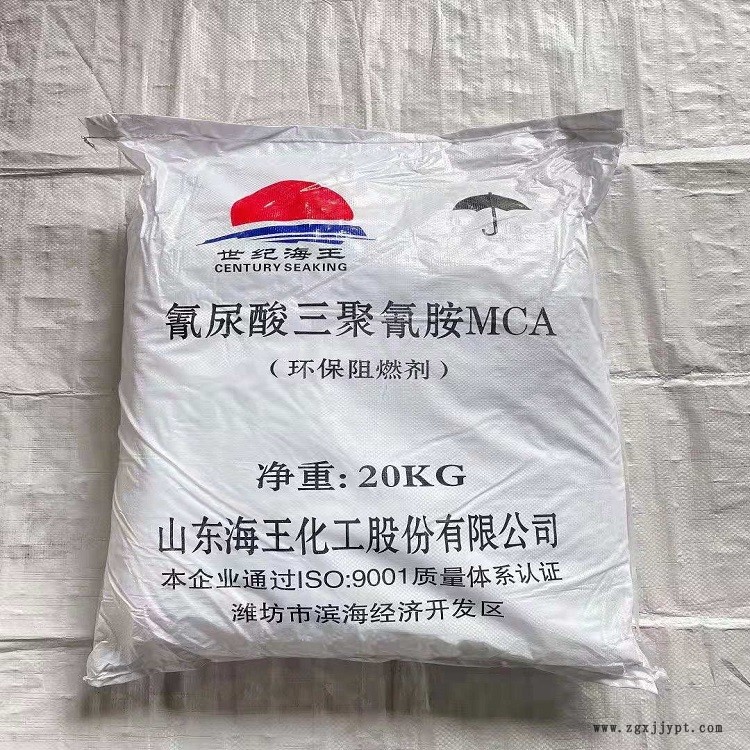 世纪海王
CENTURY SEAKING
氰尿酸三聚氰胺MCA
（环保阻燃剂）
净重: 20KG
山东海王化工股份有限公司
本企业通过ISO:9001质量体系认证
潍坊市滨海经济开发区
www.zgxjjypt.com